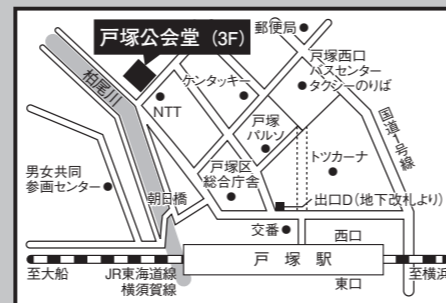 戸塚公会堂（3F）
郵便局
戸塚西口
バスセンター
タクシーのりば
柏尾川
ケンタッキー
NTT
国道1号線
戸塚
パルソ
トツカーナ
戸塚区
総合庁舎
男女共同
参画センター
朝日橋
出口D（地下改札より）
交番
西口
戸塚駅
至大船
JR東海道線
横須賀線
至横浜
東口